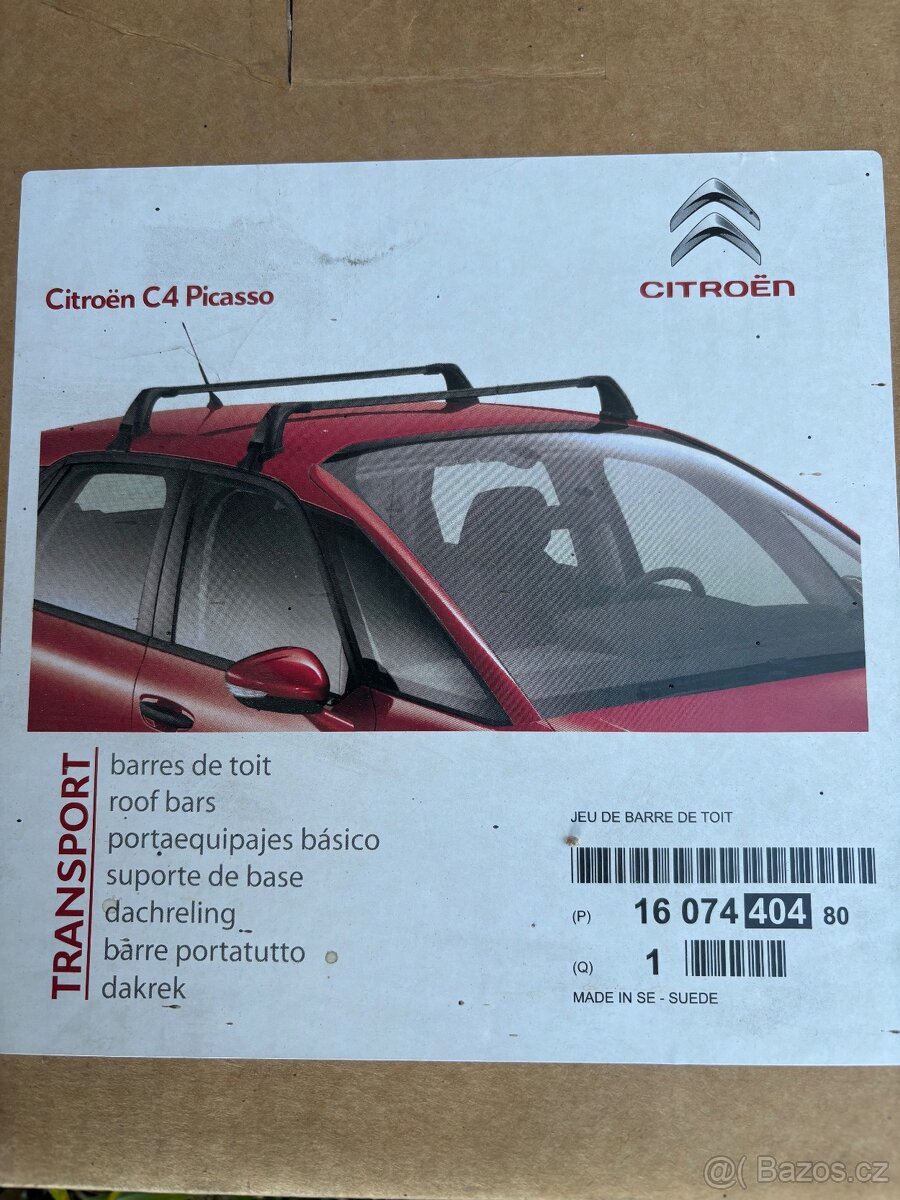 Citroën C4 Picasso
CITROËN
TRANSPORT
barres de toit
roof bars
portaequipajes básico
suporte de base
dachreling
barre portatutto
dakrek
JEU DE BARRE DE TOIT
(P) 16 074 404 80
(Q) 1
MADE IN SE - SUEDE
@( Bazos.cz